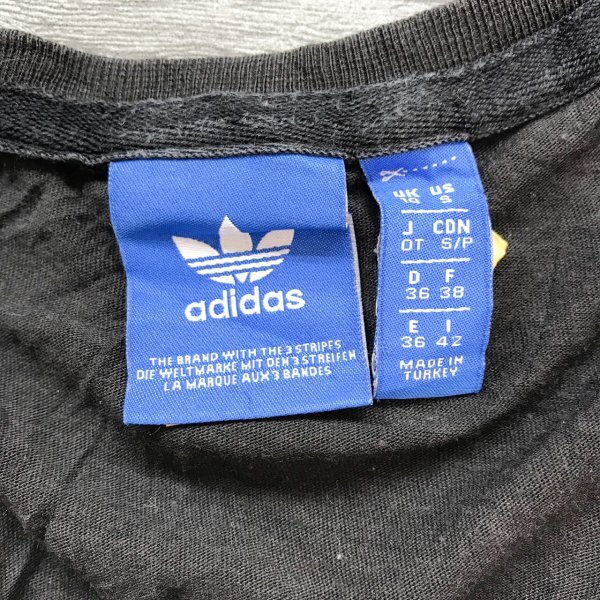 adidas
THE BRAND WITH THE 3 STRIPES
DIE WELTMARKE MIT DEN 3 STREIFEN
LA MARQUE AUX 3 BANDES
UK US
10 S
J CDN
OT S/P
D F
36 38
E I
36 42
MADE IN
TURKEY